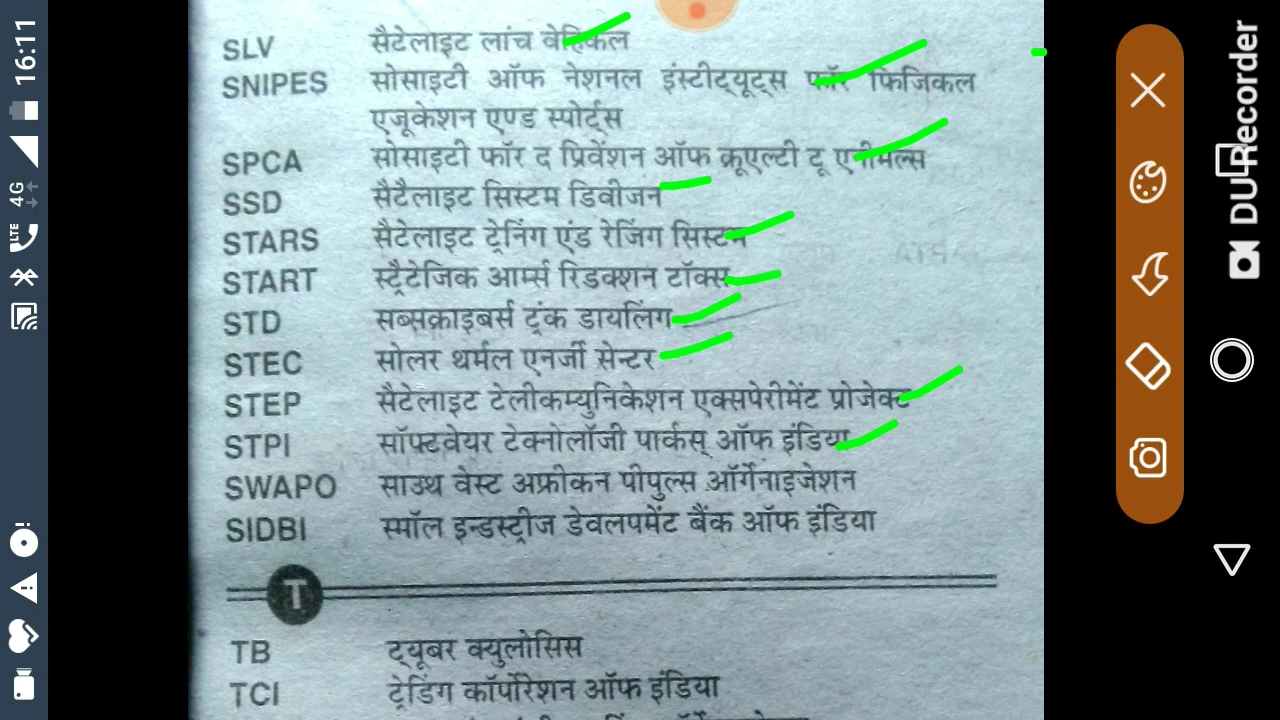 SLV सैटेलाइट लांच वेहिकल
SNIPES सोसाइटी ऑफ नेशनल इंस्टीट्यूट्स फॉर फिजिकल
एजूकेशन एण्ड स्पोर्ट्स
SPCA सोसाइटी फॉर द प्रिवेंशन ऑफ क्रूएल्टी टू एनीमल्स
SSD सैटैलाइट सिस्टम डिवीजन
STARS सैटेलाइट ट्रेनिंग एंड रेजिंग सिस्टम
START स्ट्रैटेजिक आर्म्स रिडक्शन टॉक्स
STD सब्सक्राइबर्स ट्रंक डायलिंग
STEC सोलर थर्मल एनर्जी सेन्टर
STEP सैटेलाइट टेलीकम्युनिकेशन एक्सपेरीमेंट प्रोजेक्ट
STPI सॉफ्टवेयर टेक्नोलॉजी पार्कस् ऑफ इंडिया
SWAPO साउथ वेस्ट अफ्रीकन पीपुल्स ऑर्गेनाइजेशन
SIDBI स्मॉल इन्डस्ट्रीज डेवलपमेंट बैंक ऑफ इंडिया
T
TB ट्यूबर क्युलोसिस
TCI ट्रेडिंग कॉर्पोरेशन ऑफ इंडिया
16:11
4G
LTE
DU Recorder